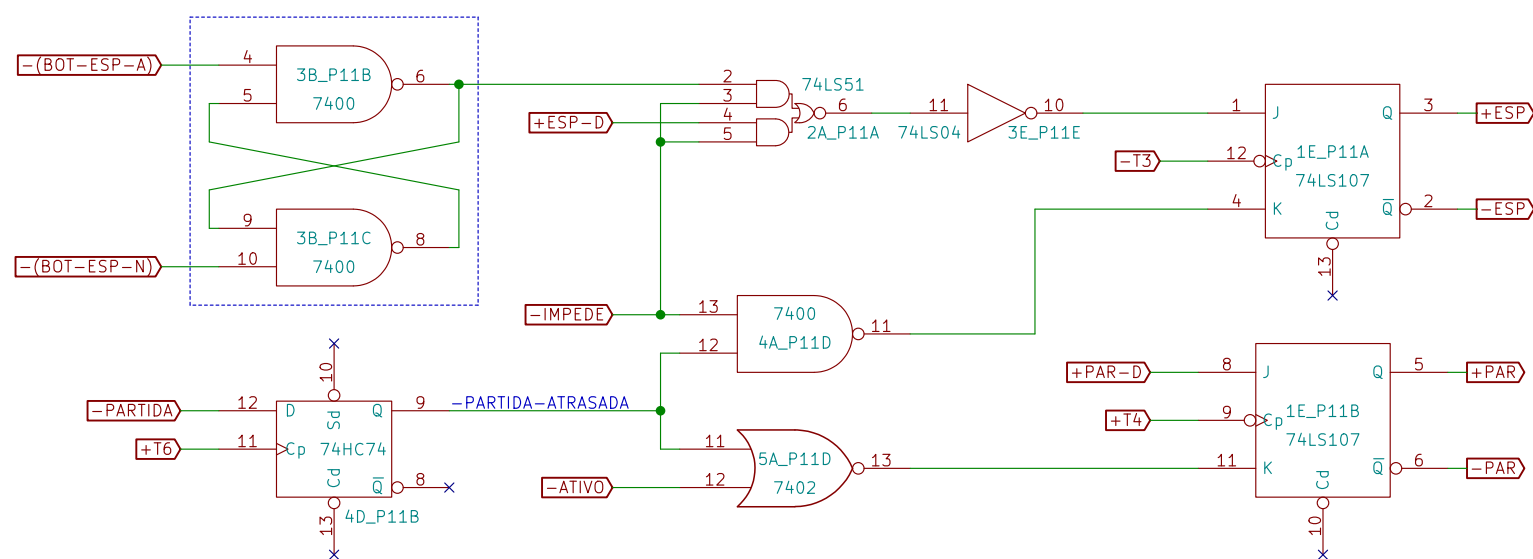 -(BOT-ESP-A)
4
5
3B_P11B
7400
6
9
10
3B_P11C
7400
8
-(BOT-ESP-N)
+ESP-D
2
3
4
5
74LS51
6
2A_P11A
11
74LS04
10
3E_P11E
-T3
1
12
4
J
Cp
K
1E_P11A
74LS107
Q
Q
Cd
13
3
2
+ESP
-ESP
-IMPEDE
13
12
7400
4A_P11D
11
-PARTIDA
+T6
12
11
D
Cp
10
Sd
74HC74
Cd
Q
Q
9
8
13
4D_P11B
-PARTIDA-ATRASADA
-ATIVO
11
12
5A_P11D
7402
13
+PAR-D
+T4
8
9
11
J
Cp
K
1E_P11B
74LS107
Q
Q
Cd
10
5
6
+PAR
-PAR